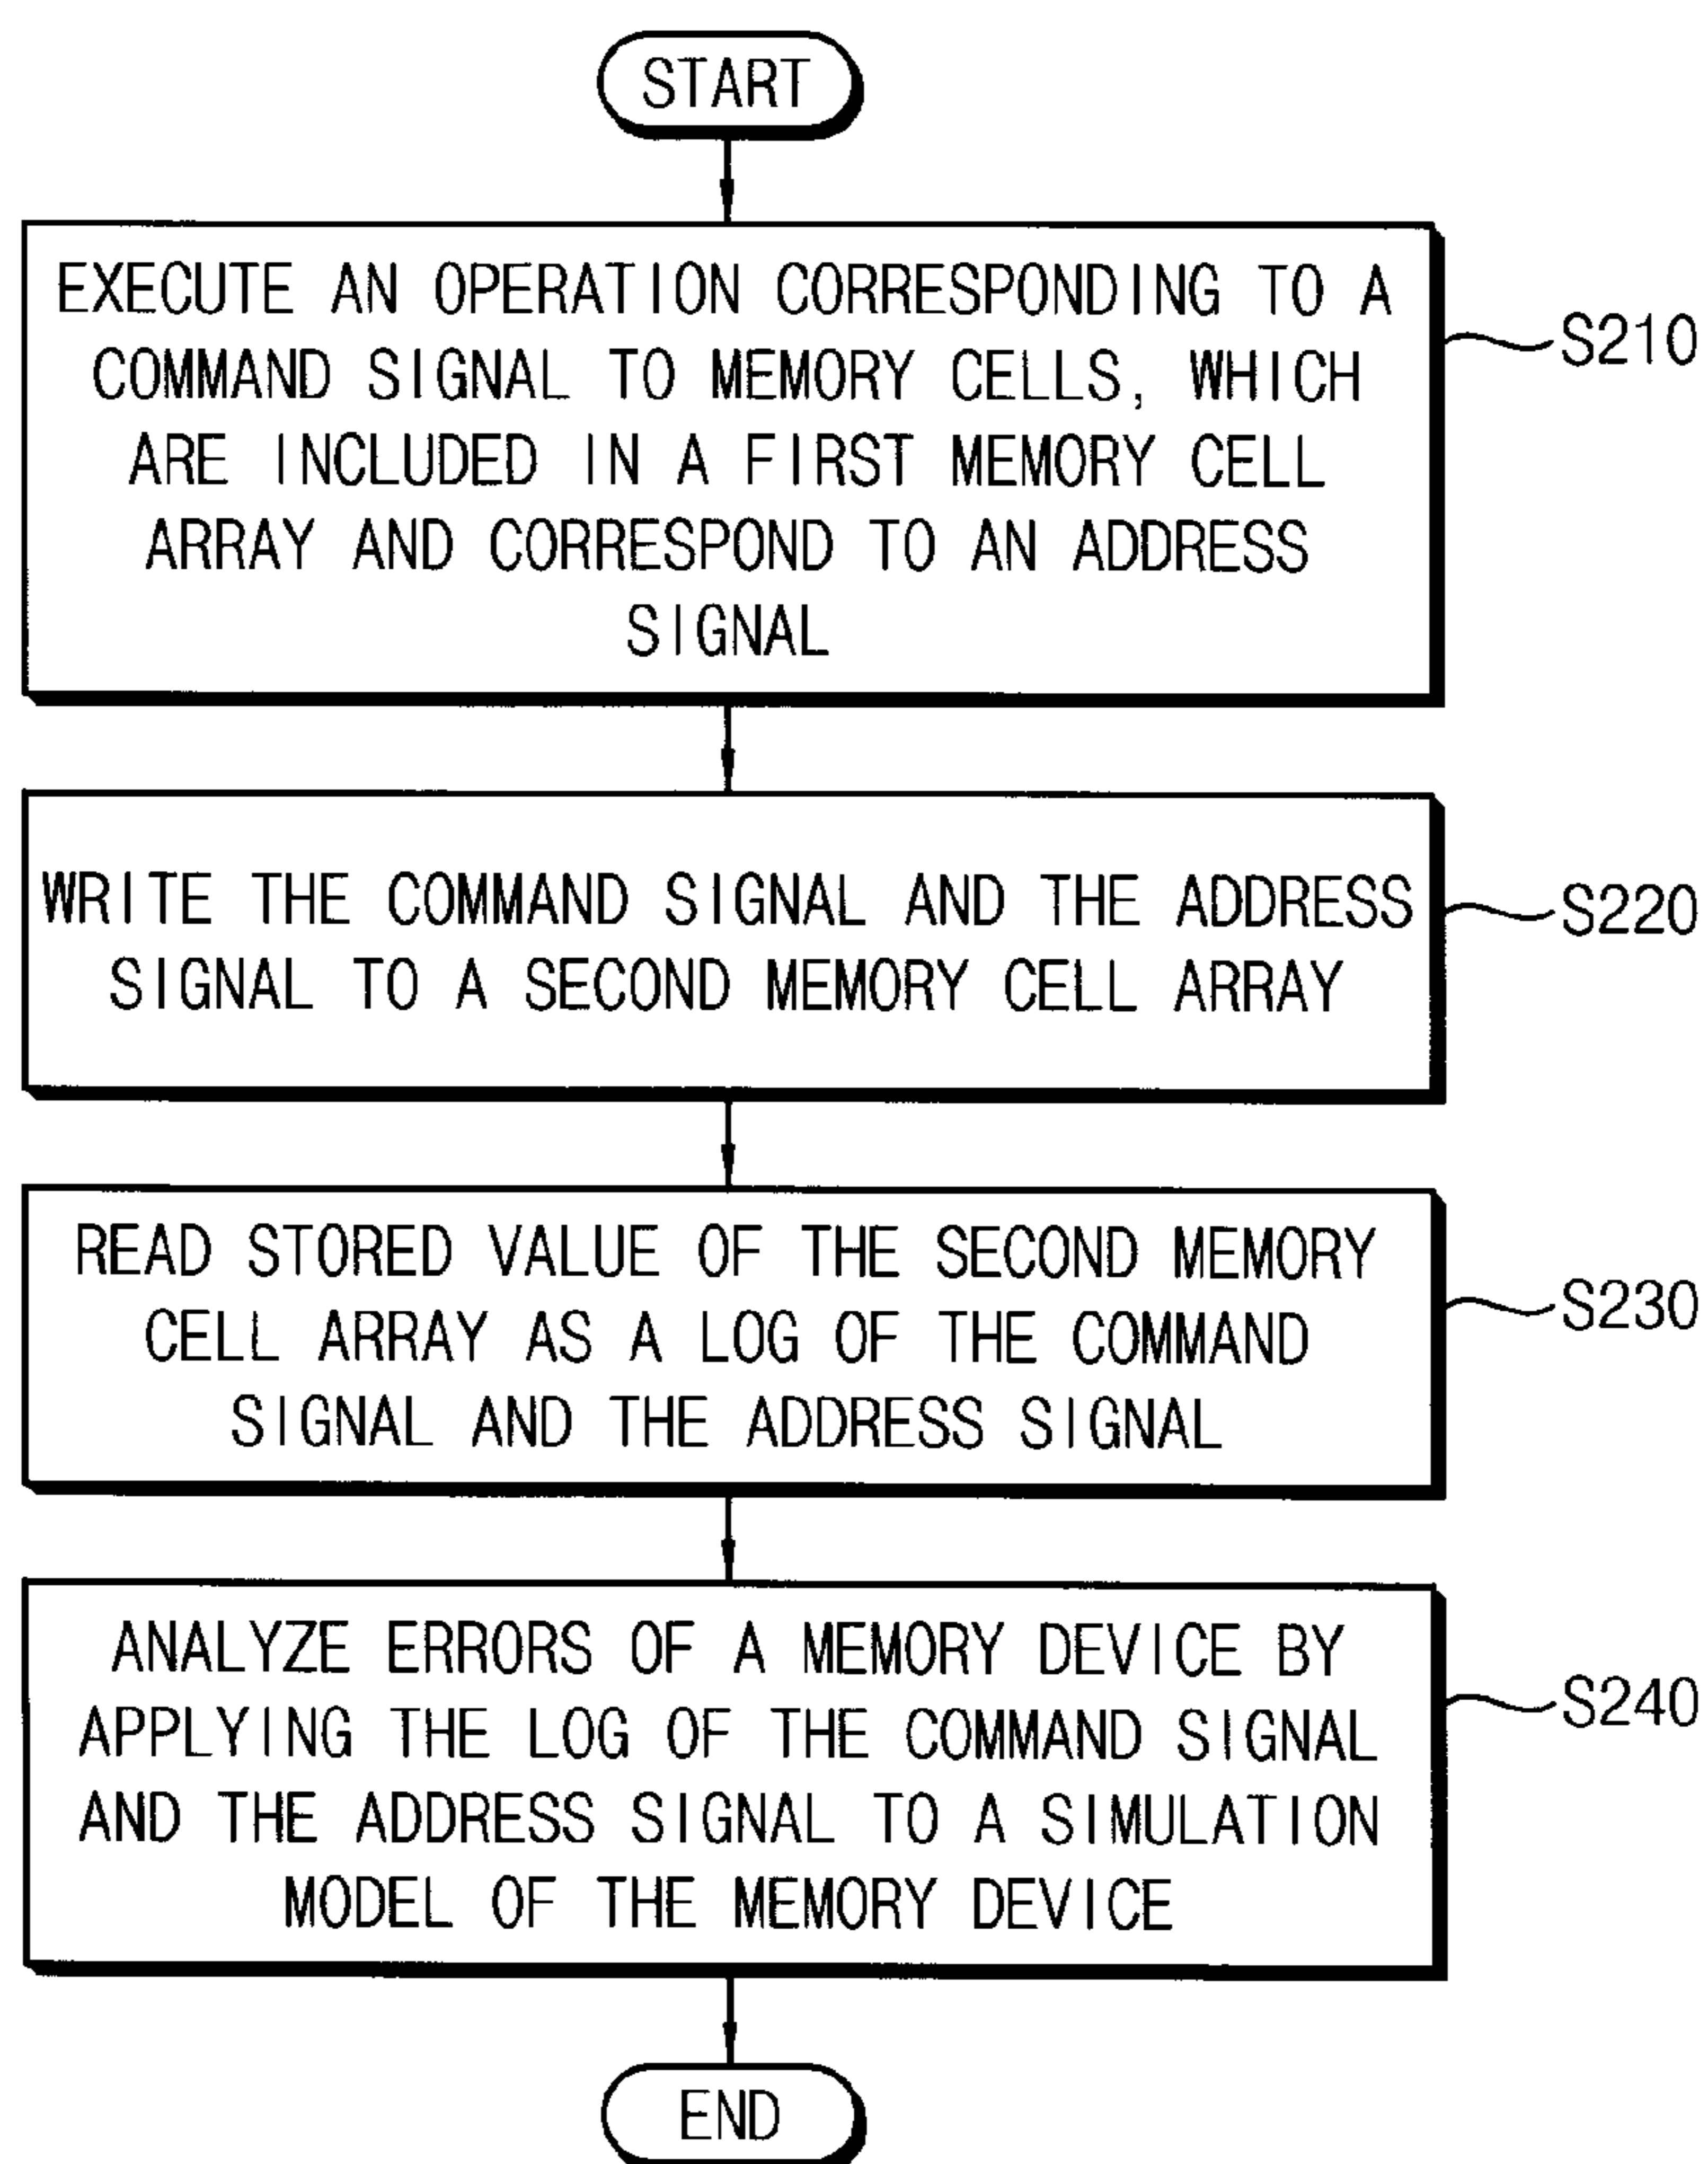 START
EXECUTE AN OPERATION CORRESPONDING TO A
COMMAND SIGNAL TO MEMORY CELLS, WHICH
ARE INCLUDED IN A FIRST MEMORY CELL
ARRAY AND CORRESPOND TO AN ADDRESS
SIGNAL
S210
WRITE THE COMMAND SIGNAL AND THE ADDRESS
SIGNAL TO A SECOND MEMORY CELL ARRAY
S220
READ STORED VALUE OF THE SECOND MEMORY
CELL ARRAY AS A LOG OF THE COMMAND
SIGNAL AND THE ADDRESS SIGNAL
S230
ANALYZE ERRORS OF A MEMORY DEVICE BY
APPLYING THE LOG OF THE COMMAND SIGNAL
AND THE ADDRESS SIGNAL TO A SIMULATION
MODEL OF THE MEMORY DEVICE
S240
END